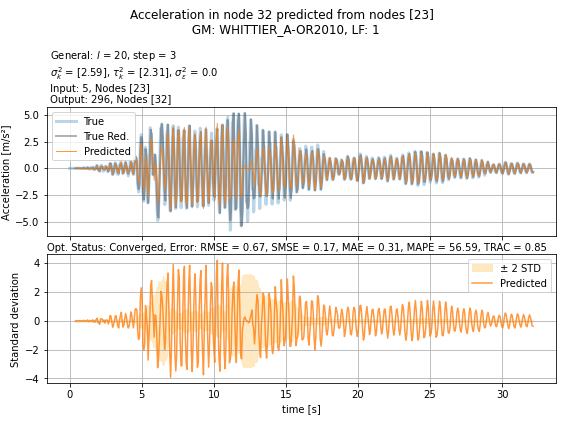 Acceleration in node 32 predicted from nodes [23]
GM: WHITTIER_A-OR2010, LF: 1
General: l = 20, step = 3
σ²ₖ = [2.59], τ²ₖ = [2.31], σ²ᵣ = 0.0
Input: 5, Nodes [23]
Output: 296, Nodes [32]
Acceleration [m/s²]
5.0
2.5
0.0
−2.5
−5.0
True
True Red.
Predicted
Opt. Status: Converged, Error: RMSE = 0.67, SMSE = 0.17, MAE = 0.31, MAPE = 56.59, TRAC = 0.85
Standard deviation
4
2
0
−2
−4
± 2 STD
Predicted
0 5 10 15 20 25 30
time [s]